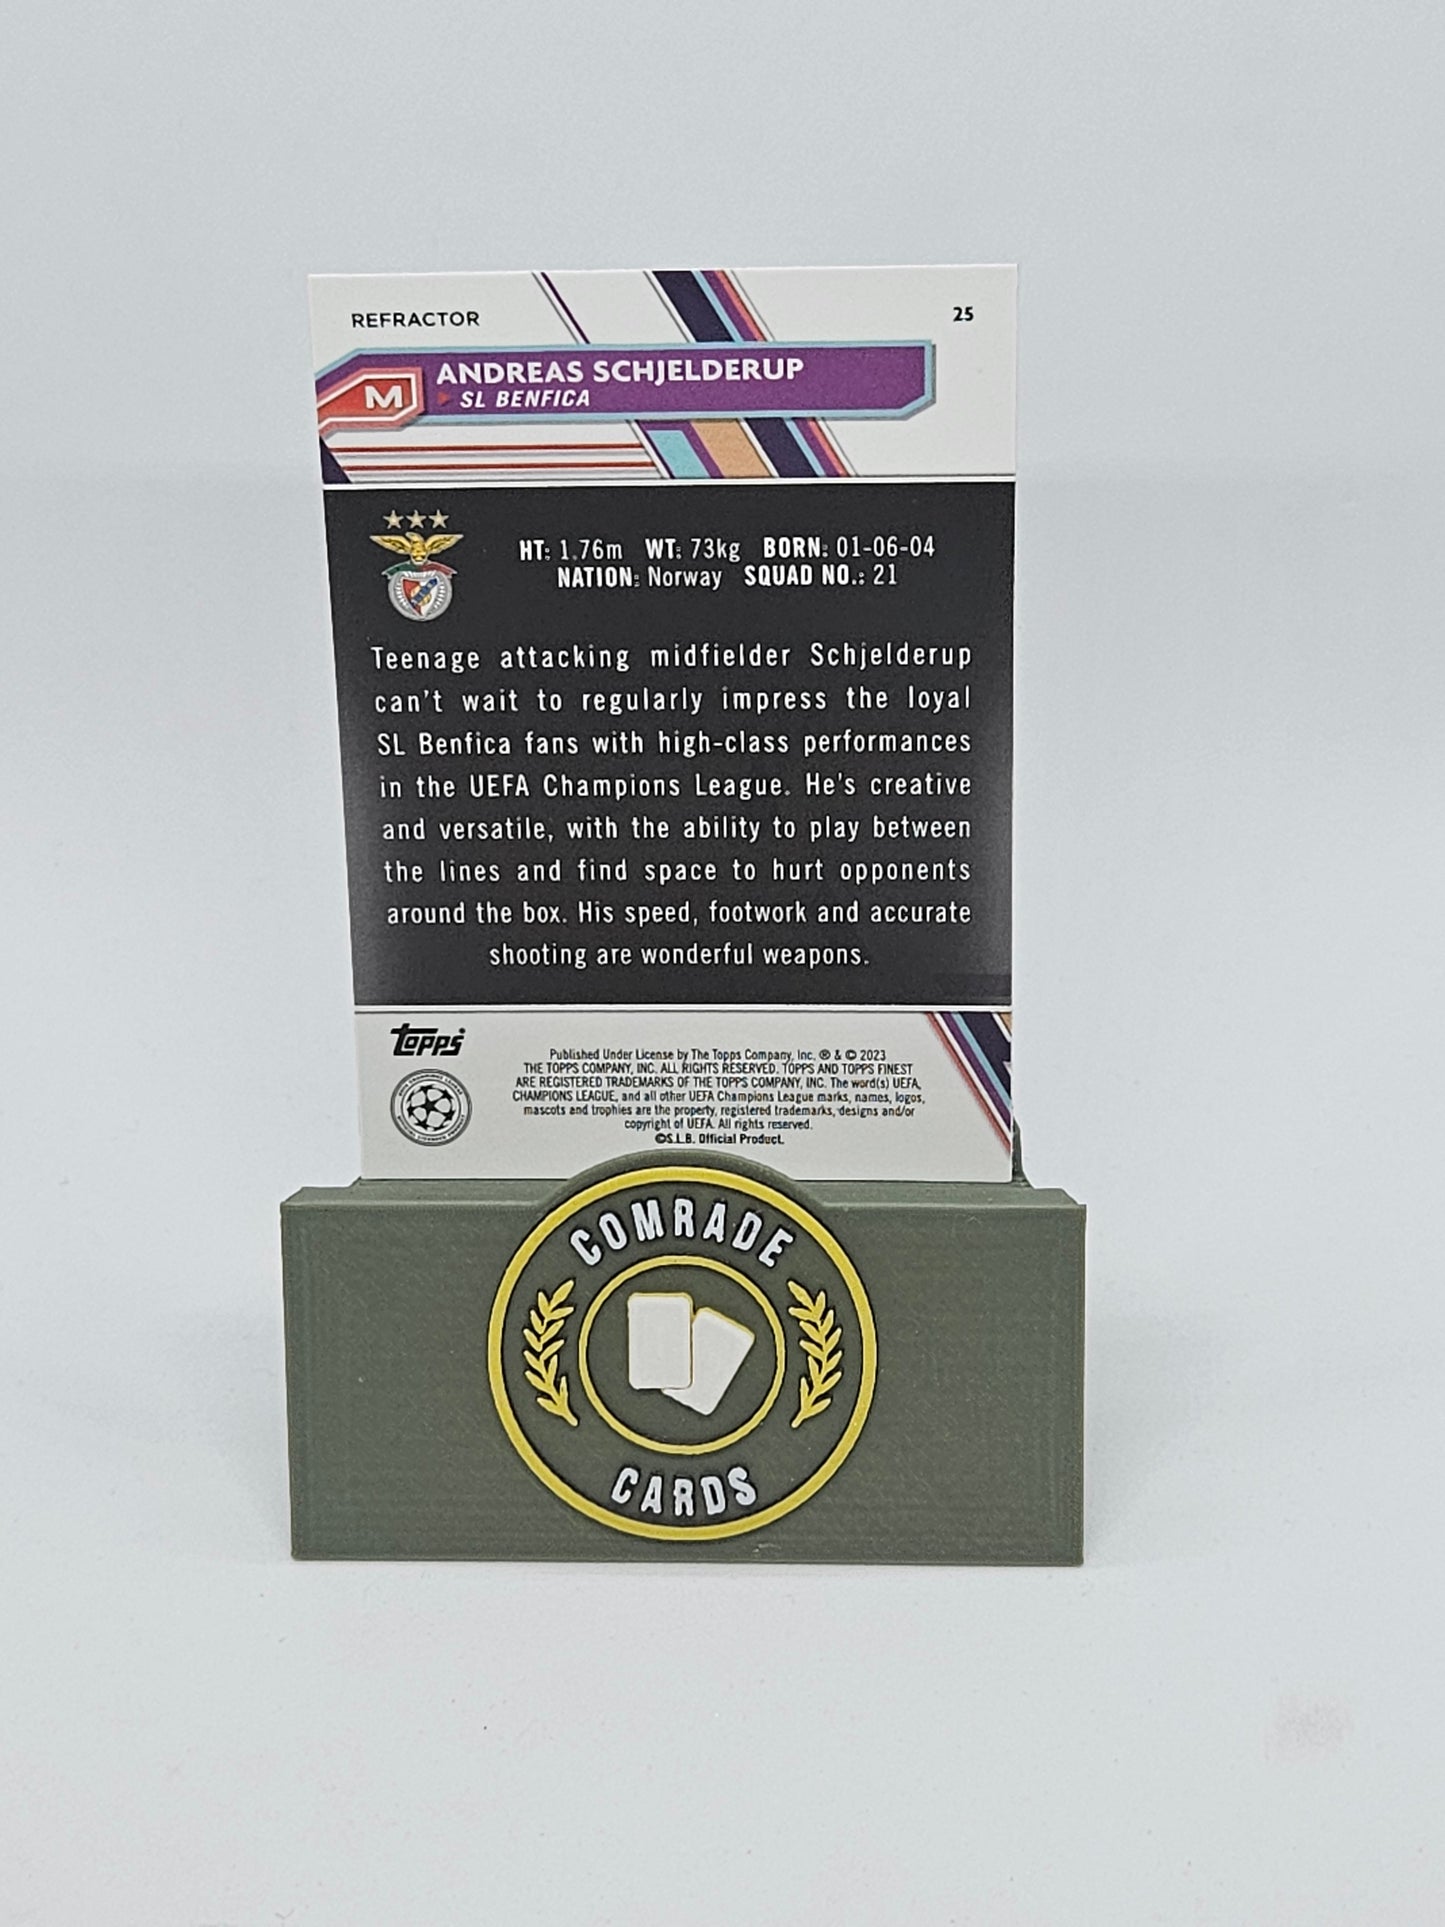 REFRACTOR
25
ANDREAS SCHJELDERUP
M
SL BENFICA
HT: 1.76m WT: 73kg BORN: 01-06-04
NATION: Norway SQUAD NO.: 21
Teenage attacking midfielder Schjelderup
can't wait to regularly impress the loyal
SL Benfica fans with high-class performances
in the UEFA Champions League. He's creative
and versatile, with the ability to play between
the lines and find space to hurt opponents
around the box. His speed, footwork and accurate
shooting are wonderful weapons.
Topps
Published Under License by The Topps Company, Inc. ® & © 2023
THE TOPPS COMPANY, INC. ALL RIGHTS RESERVED. TOPPS AND TOPPS FINEST
ARE REGISTERED TRADEMARKS OF THE TOPPS COMPANY, INC. The word(s) UEFA,
CHAMPIONS LEAGUE, and all other UEFA Champions League marks, names, logos,
mascots and trophies are the property, registered trademarks, designs and/or
copyright of UEFA. All rights reserved.
©S.L.B. Official Product.
COMRADE
CARDS